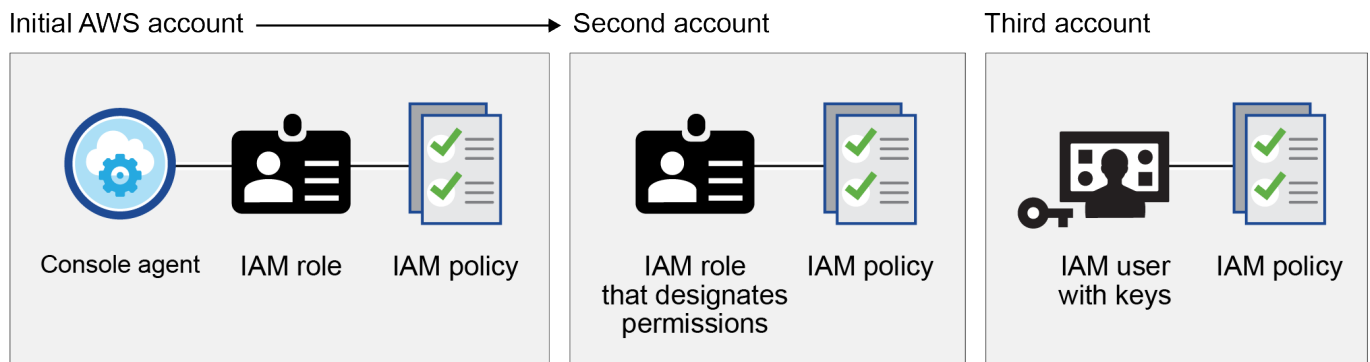 Initial AWS account
Second account
Third account
Console agent
IAM role
IAM policy
IAM role
that designates
permissions
IAM policy
IAM user
with keys
IAM policy